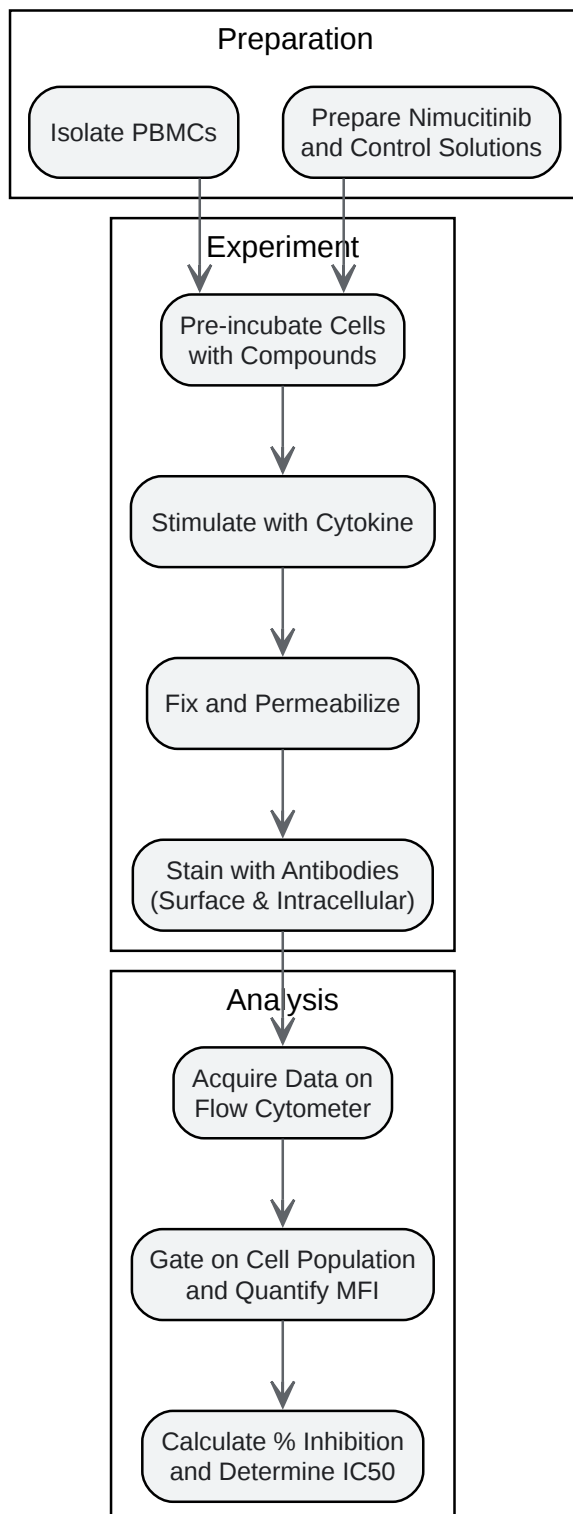 Preparation
Isolate PBMCs
Prepare Nimucitinib
and Control Solutions
Experiment
Pre-incubate Cells
with Compounds
Stimulate with Cytokine
Fix and Permeabilize
Stain with Antibodies
(Surface & Intracellular)
Analysis
Acquire Data on
Flow Cytometer
Gate on Cell Population
and Quantify MFI
Calculate % Inhibition
and Determine IC50